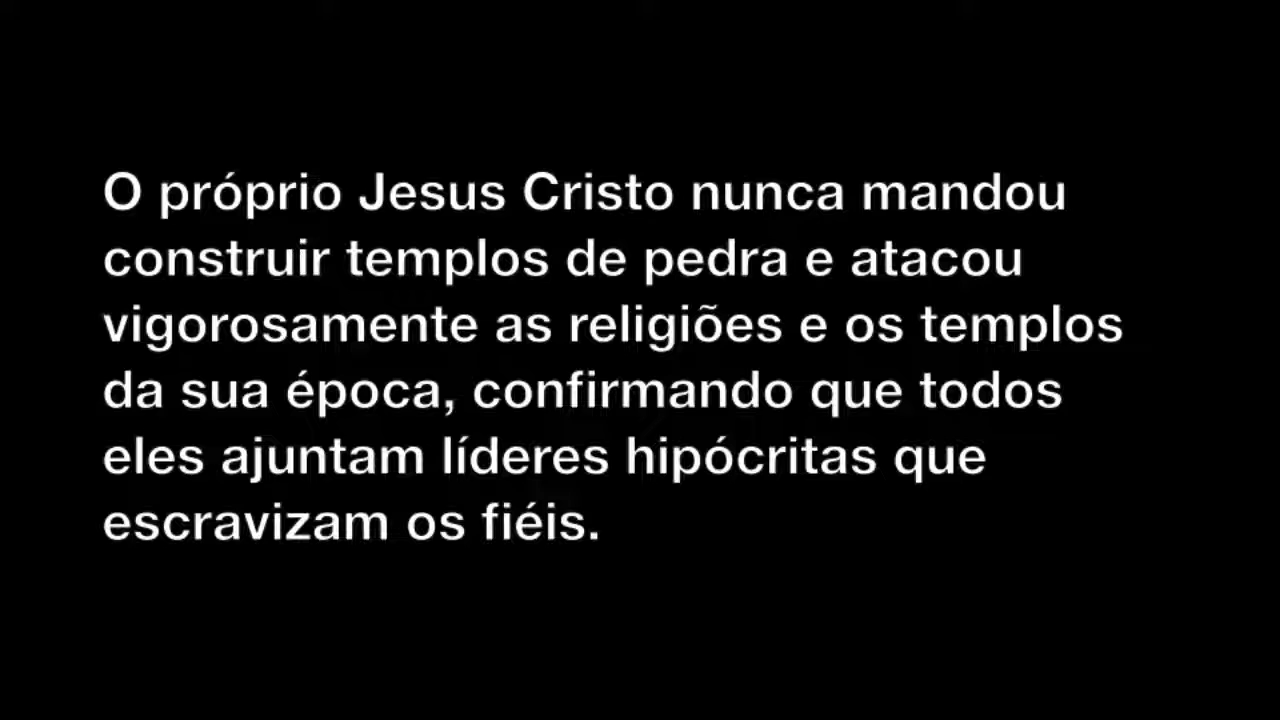 O próprio Jesus Cristo nunca mandou
construir templos de pedra e atacou
vigorosamente as religiões e os templos
da sua época, confirmando que todos
eles ajuntam líderes hipócritas que
escravizam os fiéis.